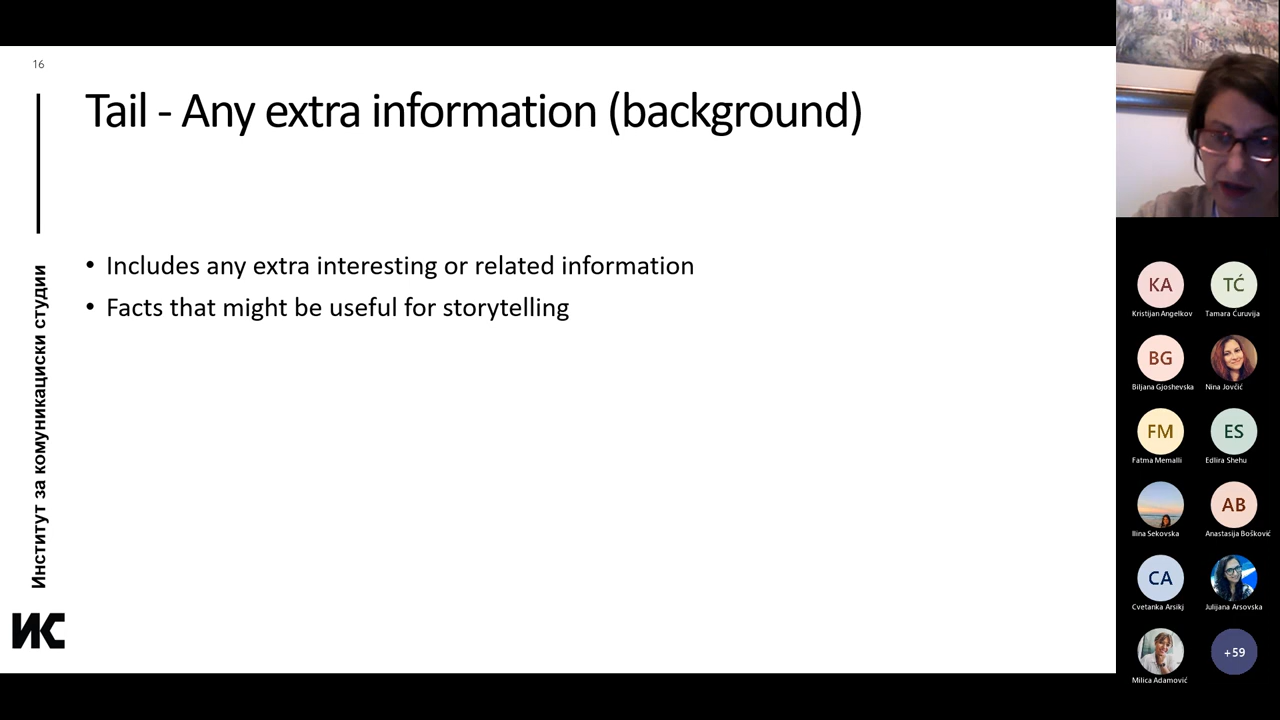 16
Tail - Any extra information (background)
• Includes any extra interesting or related information
• Facts that might be useful for storytelling
Институт за комуникациски студии
ИС
KA
TĆ
Kristijan Angelkov
Tamara Ćuruvija
BG
Biljana Gjoshevska
Nina Jovčić
FM
ES
Fatma Memalli
Edlira Shehu
AB
Ilina Sekovska
Anastasija Bošković
CA
Cvetanka Arsikj
Julijana Arsovska
+59
Milica Adamović